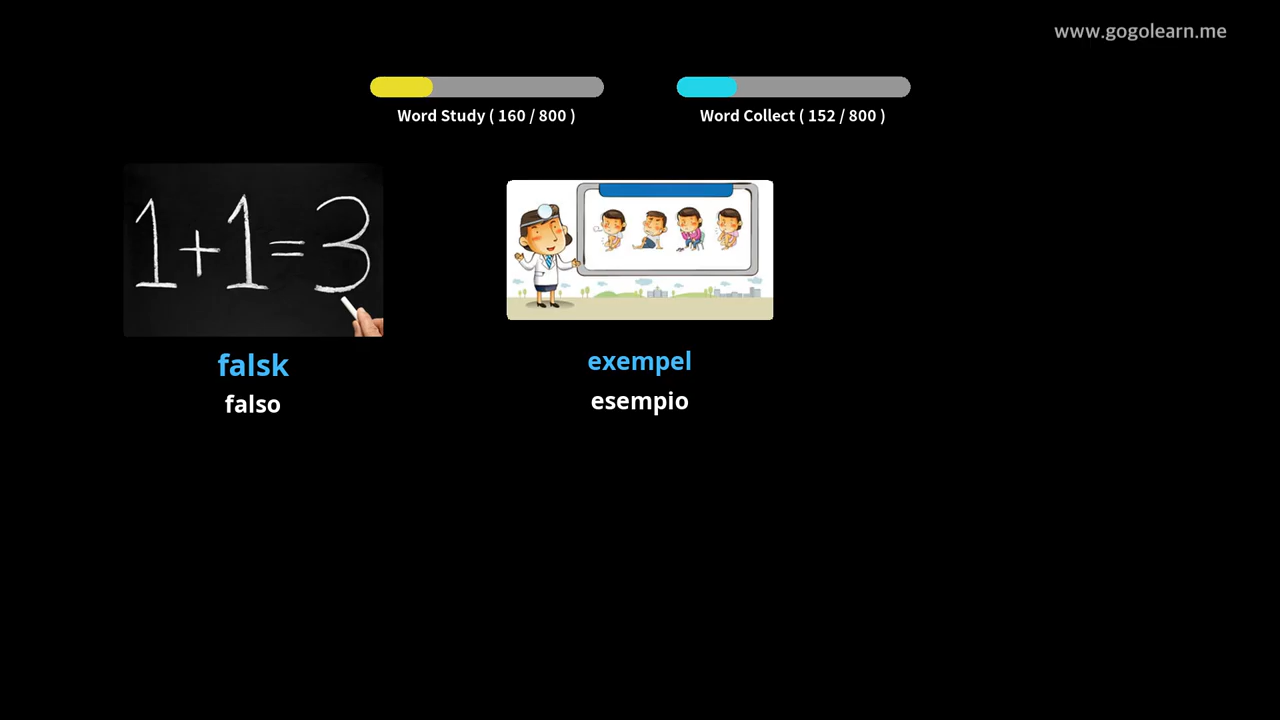 www.gogolearn.me
Word Study ( 160 / 800 )
Word Collect ( 152 / 800 )
1+1=3
falsk
falso
exempel
esempio